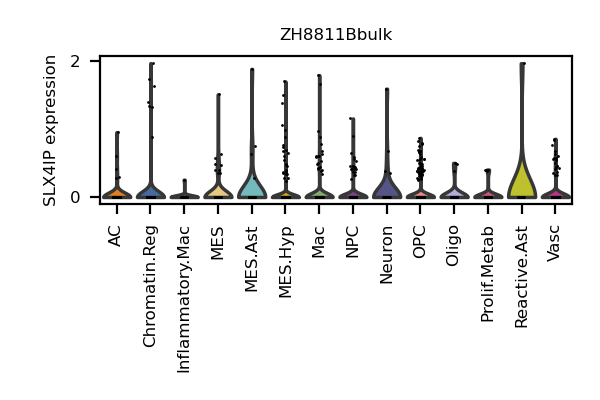 ZH8811Bbulk
SLX4IP expression
2
0
AC
Chromatin.Reg
Inflammatory.Mac
MES
MES.Ast
MES.Hyp
Mac
NPC
Neuron
OPC
Oligo
Prolif.Metab
Reactive.Ast
Vasc